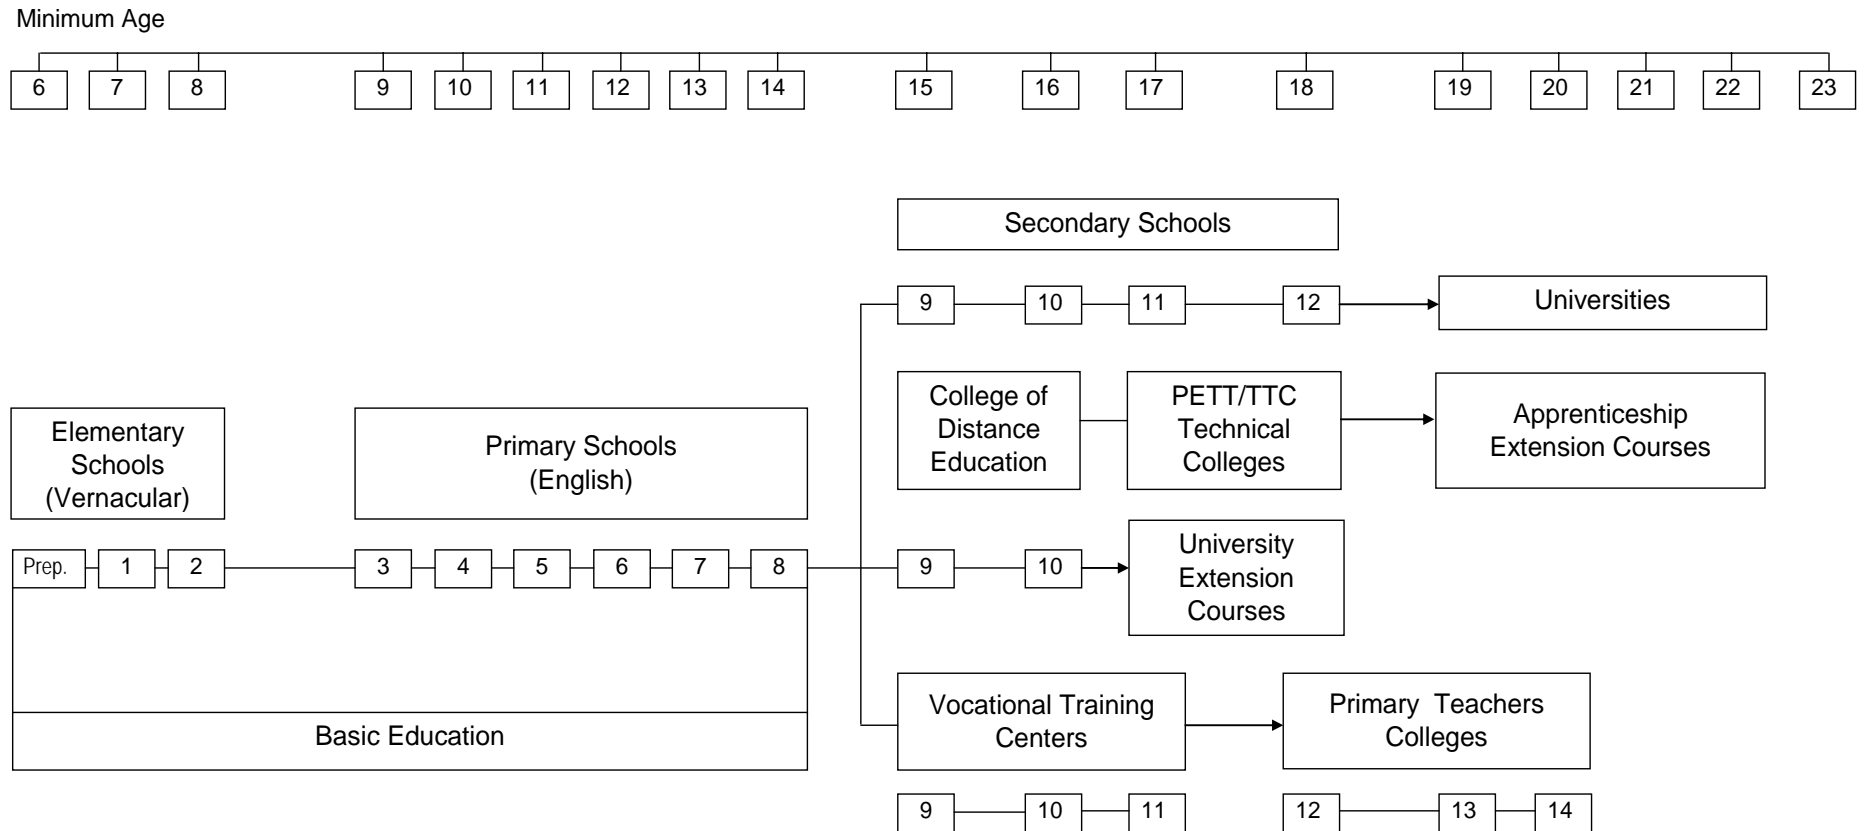 Minimum Age
6 7 8 9 10 11 12 13 14 15 16 17 18 19 20 21 22 23
Secondary Schools
9 10 11 12
Universities
College of
Distance
Education
PETT/TTC
Technical
Colleges
Apprenticeship
Extension Courses
Elementary
Schools
(Vernacular)
Primary Schools
(English)
Prep. 1 2 3 4 5 6 7 8
9 10
University
Extension
Courses
Basic Education
Vocational Training
Centers
Primary Teachers
Colleges
9 10 11 12 13 14